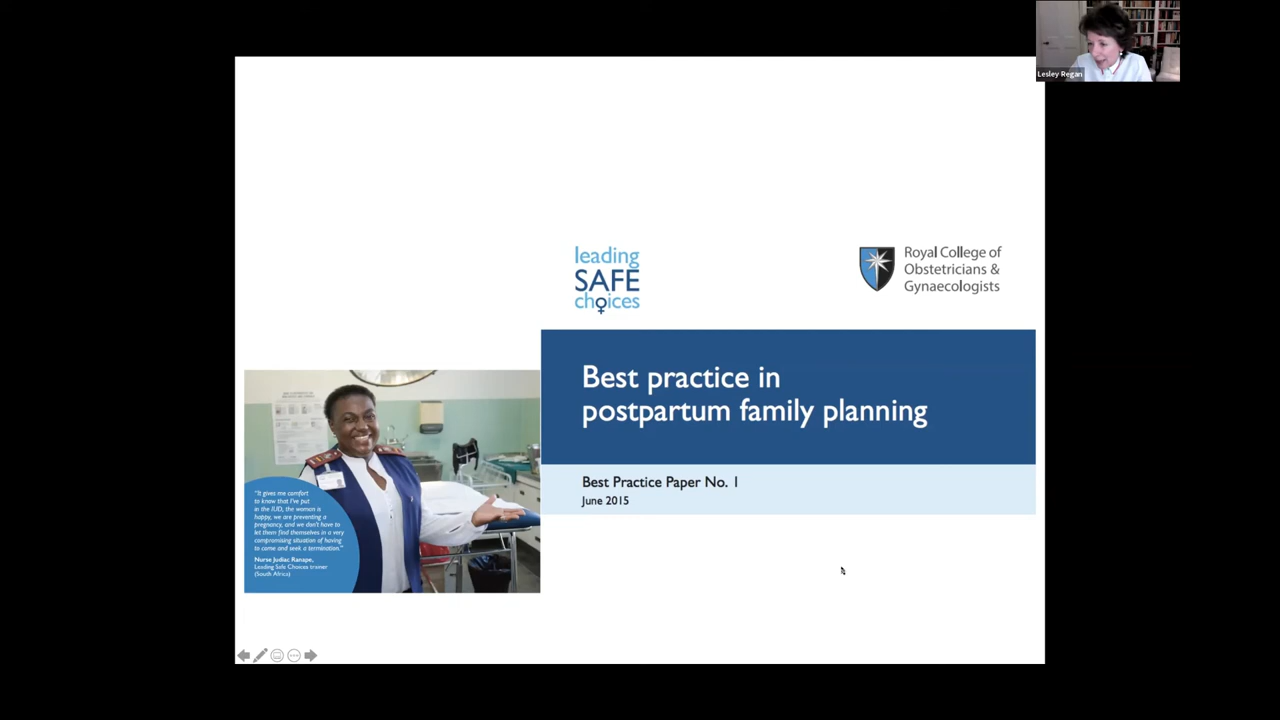 Lesley Regan
leading
SAFE
choices
Royal College of
Obstetricians &
Gynaecologists
Best practice in
postpartum family planning
Best Practice Paper No. 1
June 2015
"It gives me comfort
to know that I've put
in the IUD, the woman is
happy, we are preventing a
pregnancy, and we don't have to
let them find themselves in a very
compromising situation of having
to come and seek a termination."
Nurse Judiac Ranape,
Leading Safe Choices trainer
(South Africa)